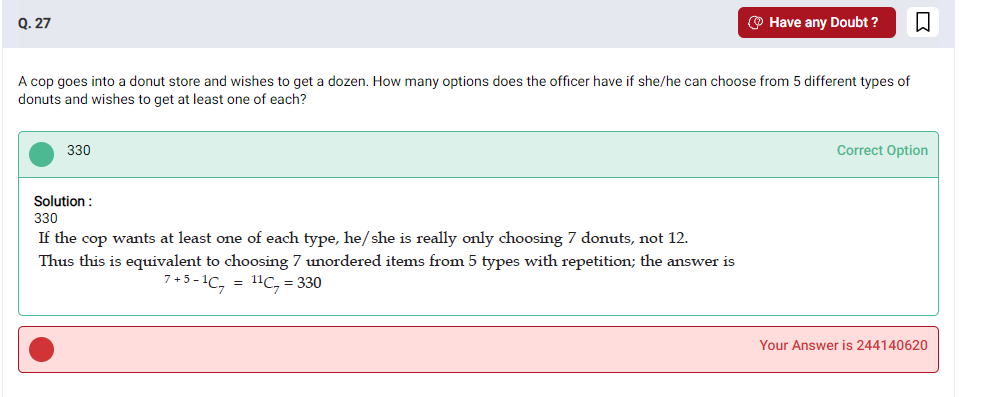 Q. 27
Have any Doubt ?
A cop goes into a donut store and wishes to get a dozen. How many options does the officer have if she/he can choose from 5 different types of
donuts and wishes to get at least one of each?
330
Correct Option
Solution :
330
If the cop wants at least one of each type, he/she is really only choosing 7 donuts, not 12.
Thus this is equivalent to choosing 7 unordered items from 5 types with repetition; the answer is
⁷⁺⁵⁻¹C₇ = ¹¹C₇ = 330
Your Answer is 244140620